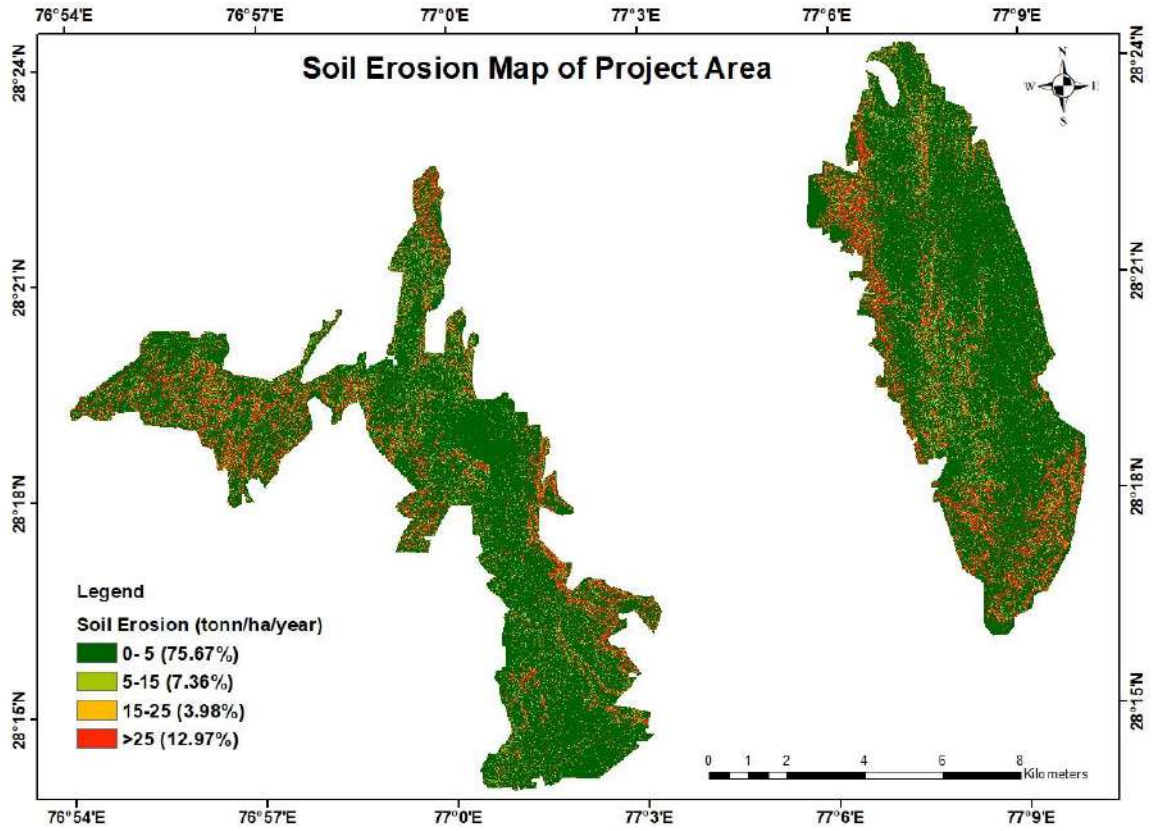 76°54'E 76°57'E 77°0'E 77°3'E 77°6'E 77°9'E
Soil Erosion Map of Project Area
N
W E
S
28°24'N 28°24'N
28°21'N 28°21'N
28°18'N 28°18'N
Legend
Soil Erosion (tonn/ha/year)
0- 5 (75.67%)
5-15 (7.36%)
15-25 (3.98%)
>25 (12.97%)
28°15'N 28°15'N
0 1 2 4 6 8
Kilometers
76°54'E 76°57'E 77°0'E 77°3'E 77°6'E 77°9'E